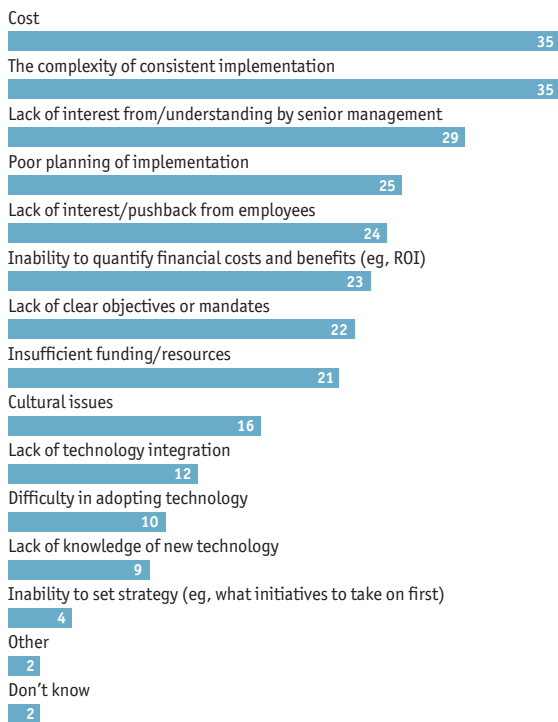 Cost
35
The complexity of consistent implementation
35
Lack of interest from/understanding by senior management
29
Poor planning of implementation
25
Lack of interest/pushback from employees
24
Inability to quantify financial costs and benefits (eg, ROI)
23
Lack of clear objectives or mandates
22
Insufficient funding/resources
21
Cultural issues
16
Lack of technology integration
12
Difficulty in adopting technology
10
Lack of knowledge of new technology
9
Inability to set strategy (eg, what initiatives to take on first)
4
Other
2
Don’t know
2